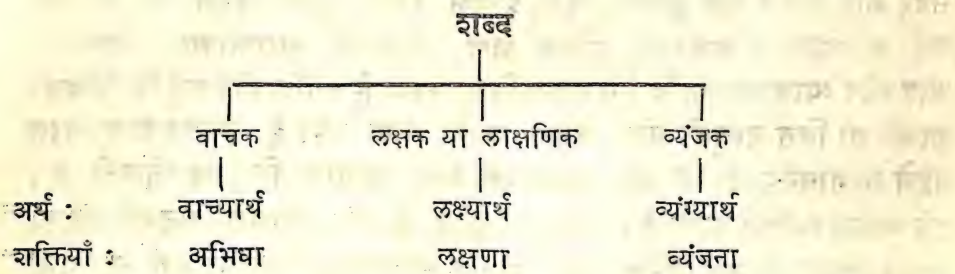 शब्द
वाचक लक्षक या लाक्षणिक व्यंजक
अर्थ : वाच्यार्थ लक्ष्यार्थ व्यंग्यार्थ
शक्तियाँ : अभिधा लक्षणा व्यंजना